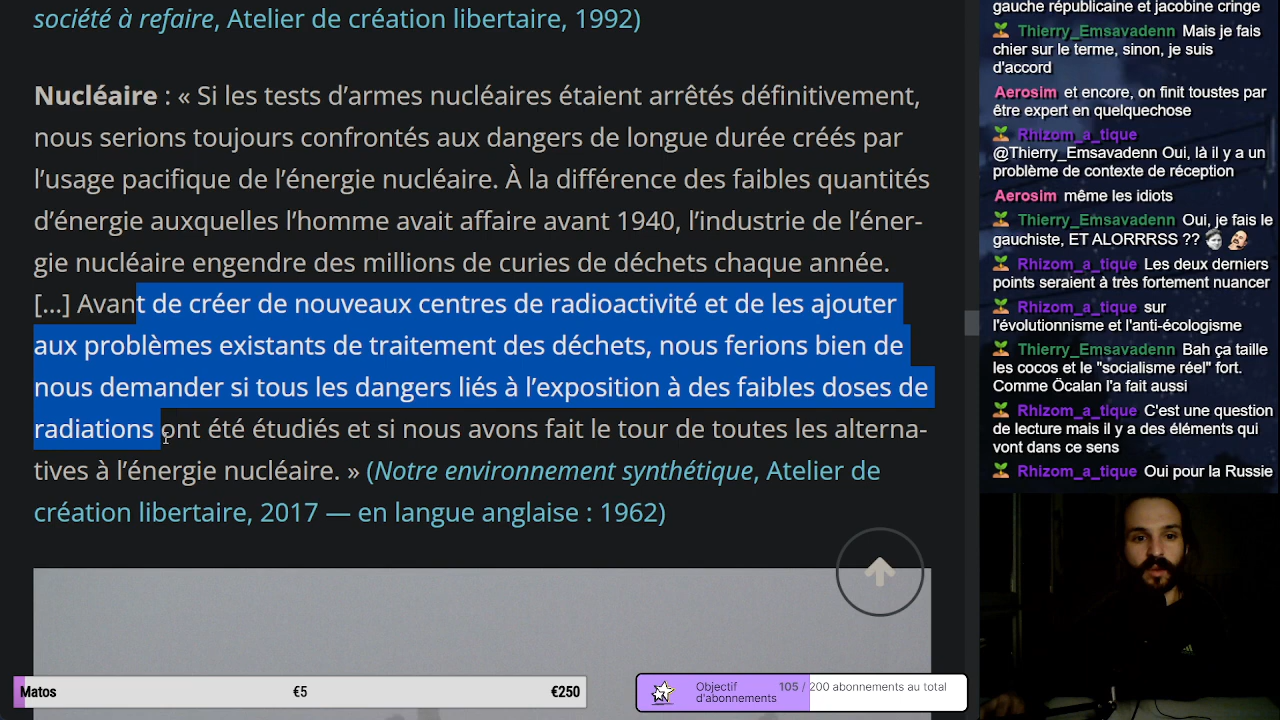 société à refaire, Atelier de création libertaire, 1992)
Nucléaire : « Si les tests d’armes nucléaires étaient arrêtés définitivement,
nous serions toujours confrontés aux dangers de longue durée créés par
l’usage pacifique de l’énergie nucléaire. À la différence des faibles quantités
d’énergie auxquelles l’homme avait affaire avant 1940, l’industrie de l’éner-
gie nucléaire engendre des millions de curies de déchets chaque année.
[…] Avant de créer de nouveaux centres de radioactivité et de les ajouter
aux problèmes existants de traitement des déchets, nous ferions bien de
nous demander si tous les dangers liés à l’exposition à des faibles doses de
radiations ont été étudiés et si nous avons fait le tour de toutes les alterna-
tives à l’énergie nucléaire. » (Notre environnement synthétique, Atelier de
création libertaire, 2017 — en langue anglaise : 1962)
Matos €5 €250
Objectif
d'abonnements
105 / 200 abonnements au total
gauche républicaine et jacobine cringe
Thierry_Emsavadenn Mais je fais
chier sur le terme, sinon, je suis
d'accord
Aerosim et encore, on finit toustes par
être expert en quelquechose
Rhizom_a_tique
@Thierry_Emsavadenn Oui, là il y a un
problème de contexte de réception
Aerosim même les idiots
Thierry_Emsavadenn Oui, je fais le
gauchiste, ET ALORRRSS ??
Rhizom_a_tique Les deux derniers
points seraient à très fortement nuancer
Rhizom_a_tique sur
l'évolutionnisme et l'anti-écologisme
Thierry_Emsavadenn Bah ça taille
les cocos et le "socialisme réel" fort.
Comme Öcalan l'a fait aussi
Rhizom_a_tique C'est une question
de lecture mais il y a des éléments qui
vont dans ce sens
Rhizom_a_tique Oui pour la Russie